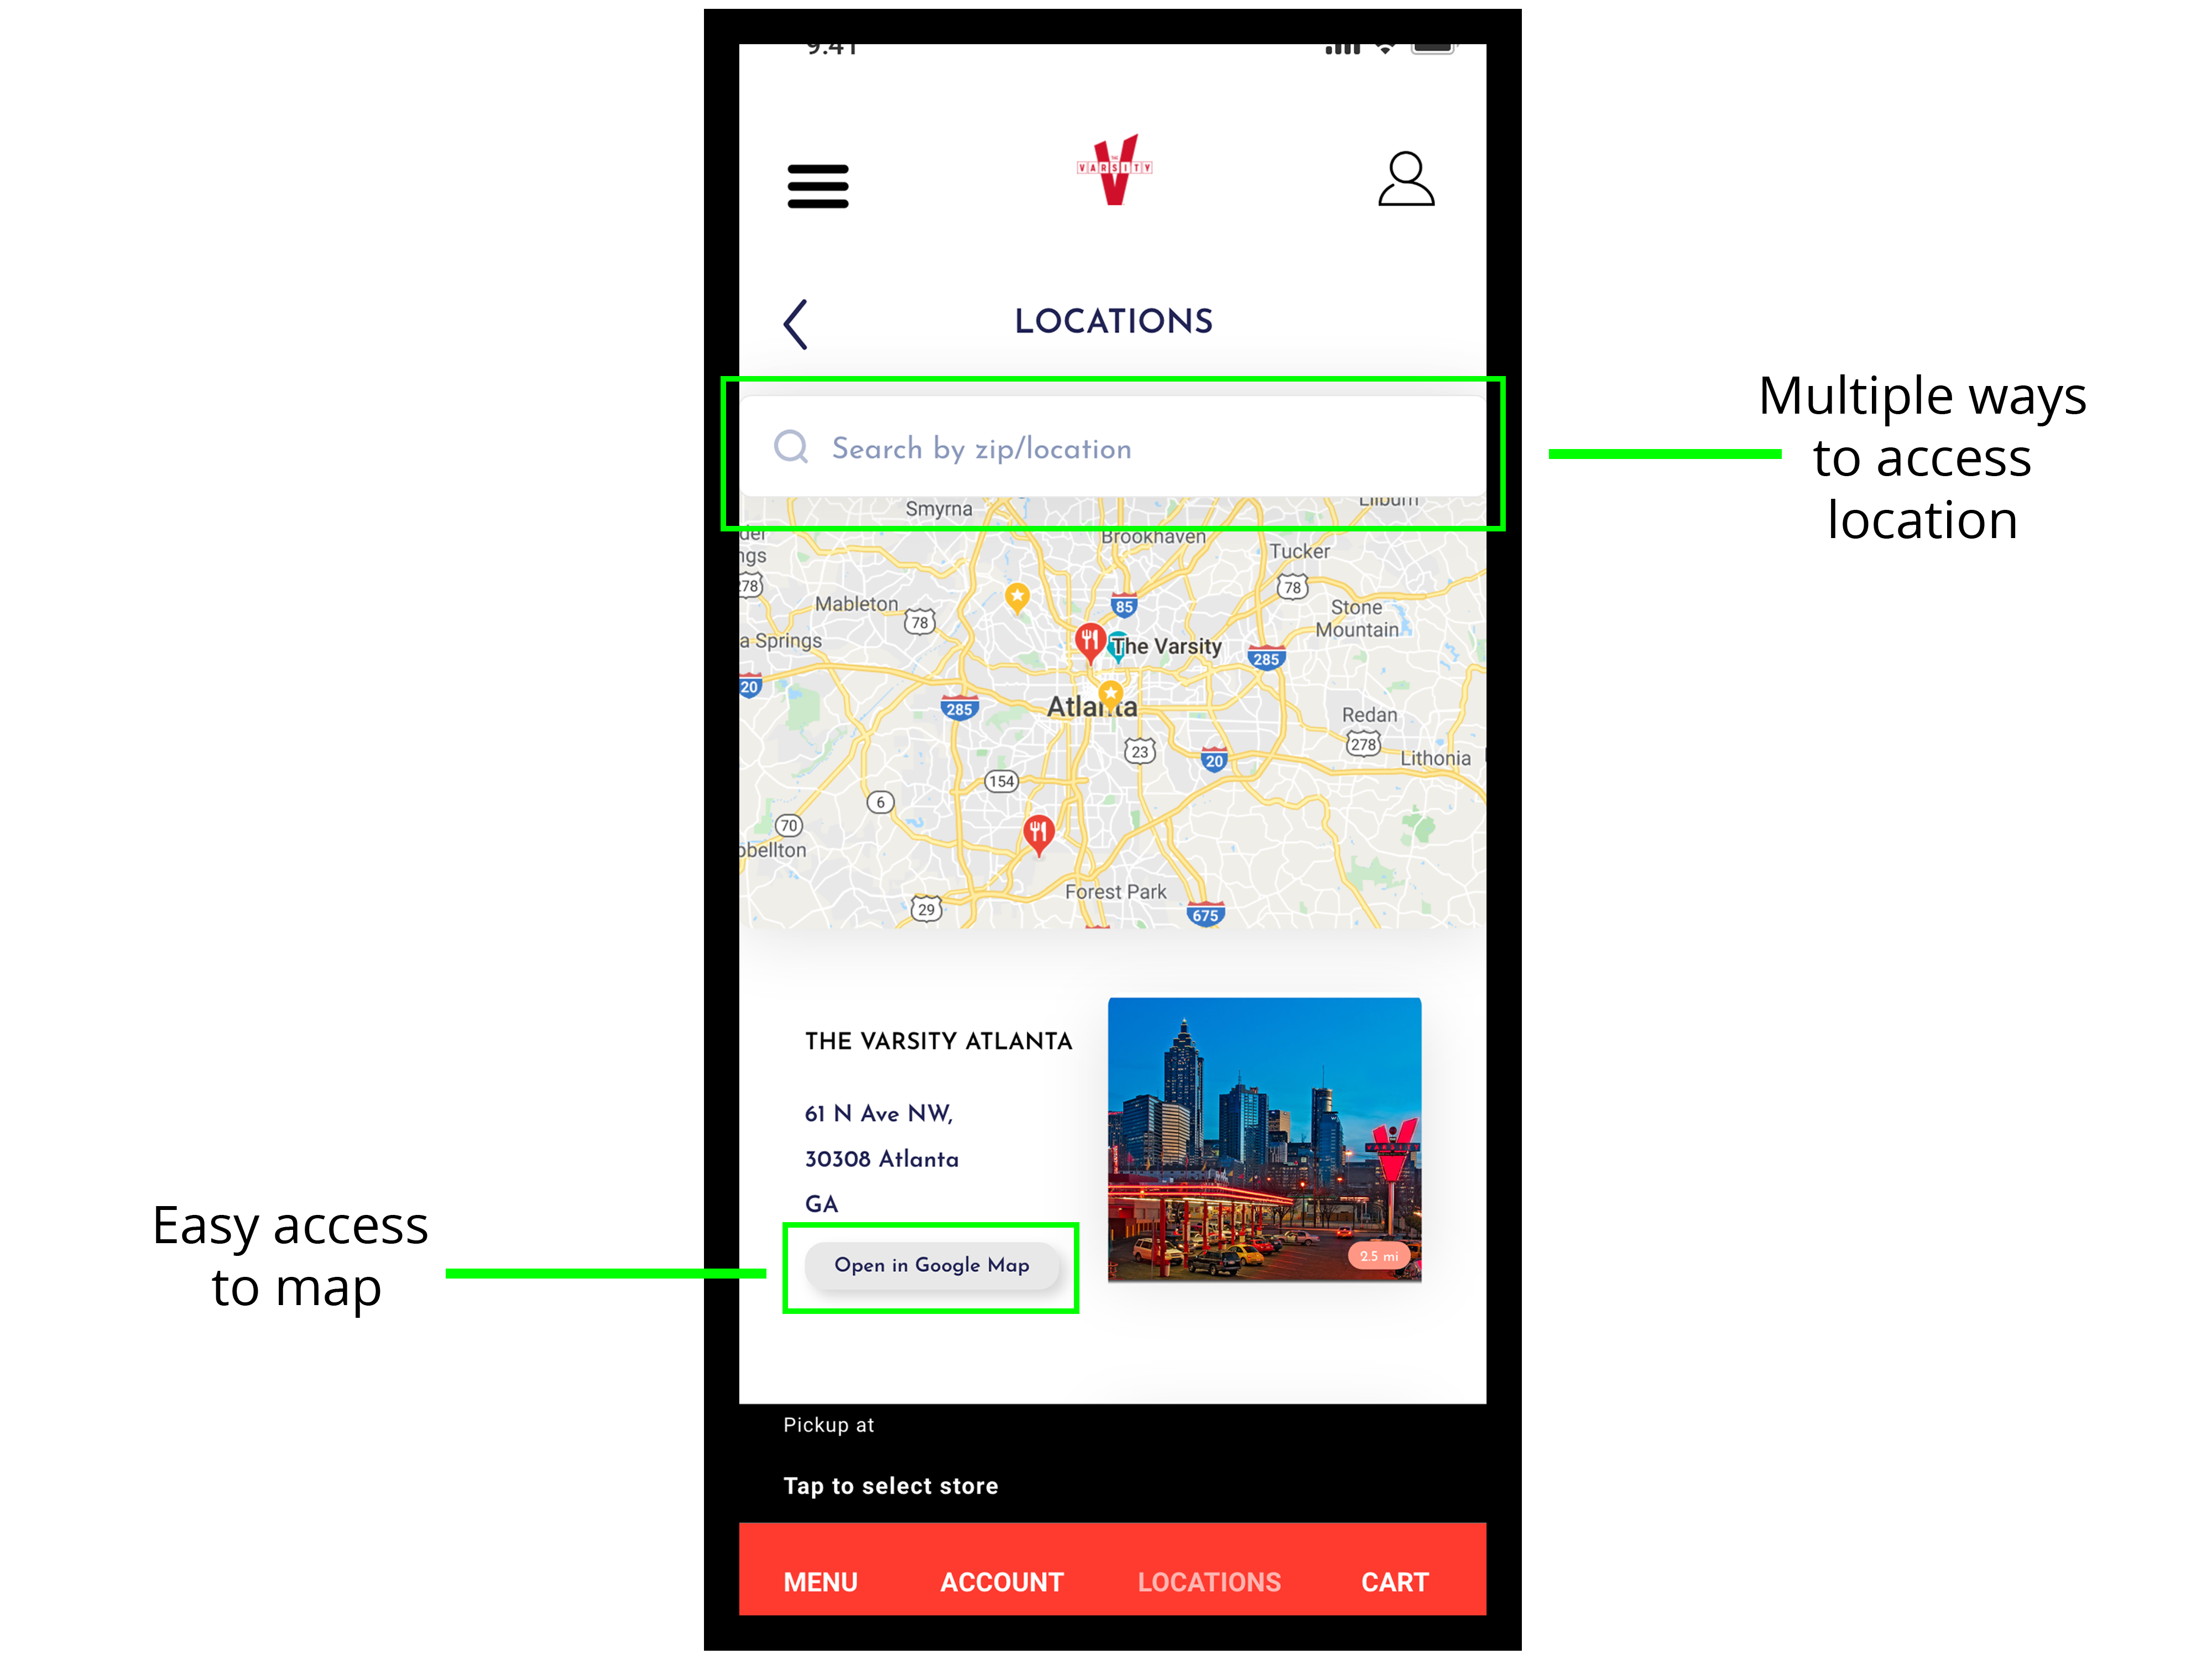 9:41
THE
VARSITY
LOCATIONS
Search by zip/location
Multiple ways
to access
location
Smyrna
Lilburn
Brookhaven
Tucker
78
278
Mableton
78
85
Stone
Mountain
a Springs
The Varsity
285
20
285
Atlanta
Redan
278
23
20
Lithonia
154
6
70
bellton
Forest Park
29
675
THE VARSITY ATLANTA
61 N Ave NW,
30308 Atlanta
GA
VARSITY
Easy access
to map
Open in Google Map
2.5 mi
Pickup at
Tap to select store
MENU ACCOUNT LOCATIONS CART